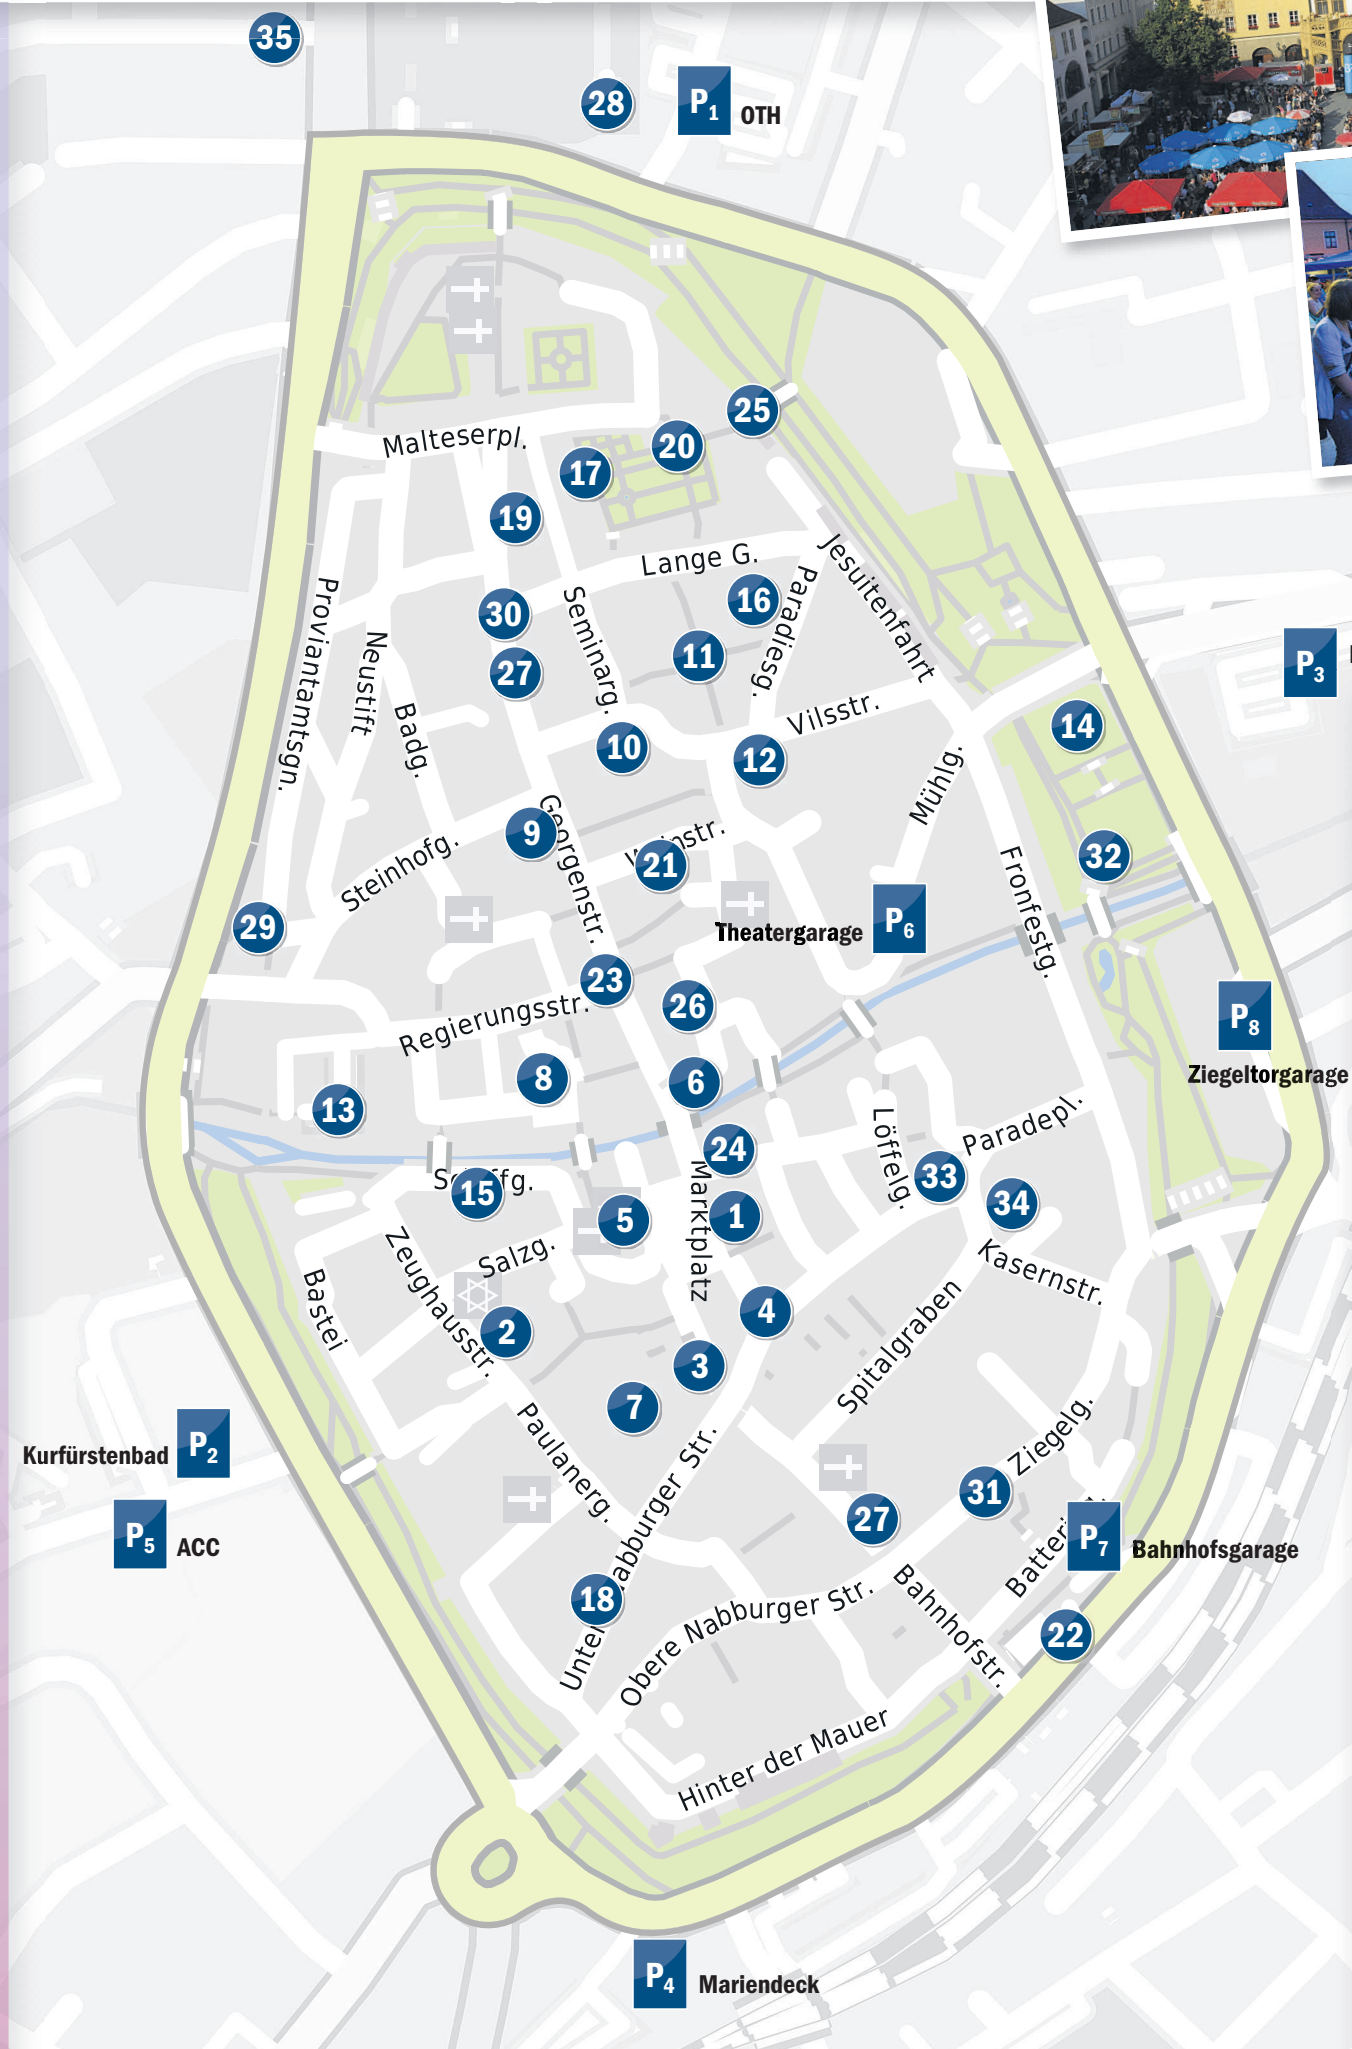 35
28
P1
OTH
25
20
Malteserpl.
17
19
Lange G.
Jesuitenfahrt
16
Paradiesg.
Proviantamtsgn.
30
Seminarg.
Neustift
11
27
P3
Badg.
Vilsstr.
14
10
12
Mühlg.
9
Georgenstr.
21
Steinhofg.
32
Fronfestg.
29
Theatergarage
P6
23
26
Regierungsstr.
P8
Ziegeltorgarage
8
6
13
24
Löffelg.
Paradepl.
33
15
Marktplatz
1
34
5
Salzg.
Zeughausstr.
Kasernstr.
Bastei
4
2
Spitalgraben
3
7
Kurfürstenbad
P2
Paulanerg.
Ziegelg.
31
27
P5
ACC
P7
Bahnhofsgarage
18
Str.
Obere Nabburger Str.
Bahnhofstr.
22
Hinter der Mauer
P4
Mariendeck